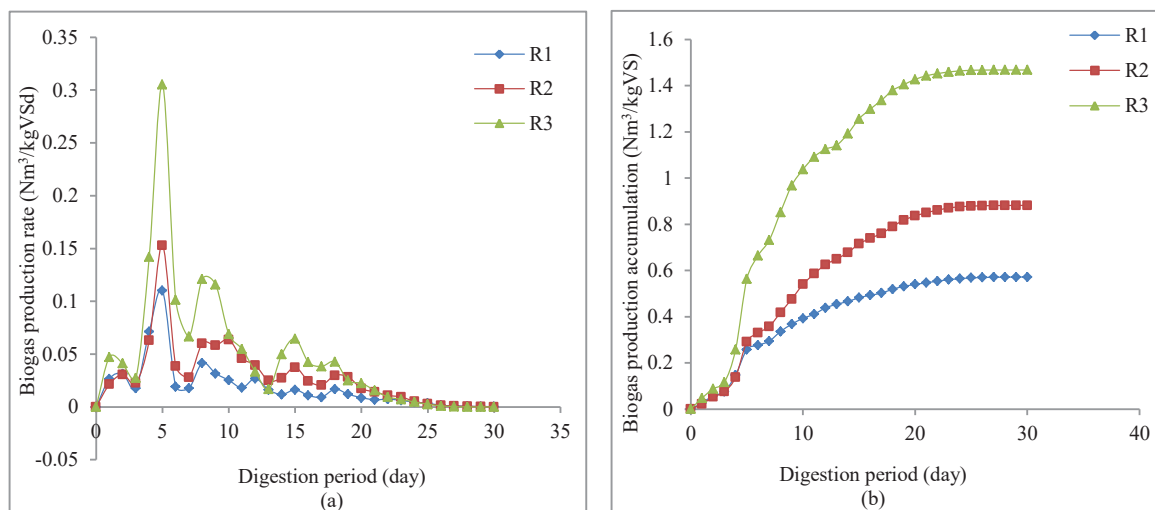 0.35
0.3
0.25
0.2
0.15
0.1
0.05
0
-0.05
Biogas production rate (Nm³/kgVSd)
R1
R2
R3
0 5 10 15 20 25 30 35
Digestion period (day)
(a)
1.6
1.4
1.2
1
0.8
0.6
0.4
0.2
0
Biogas production accumulation (Nm³/kgVS)
R1
R2
R3
0 10 20 30 40
Digestion period (day)
(b)